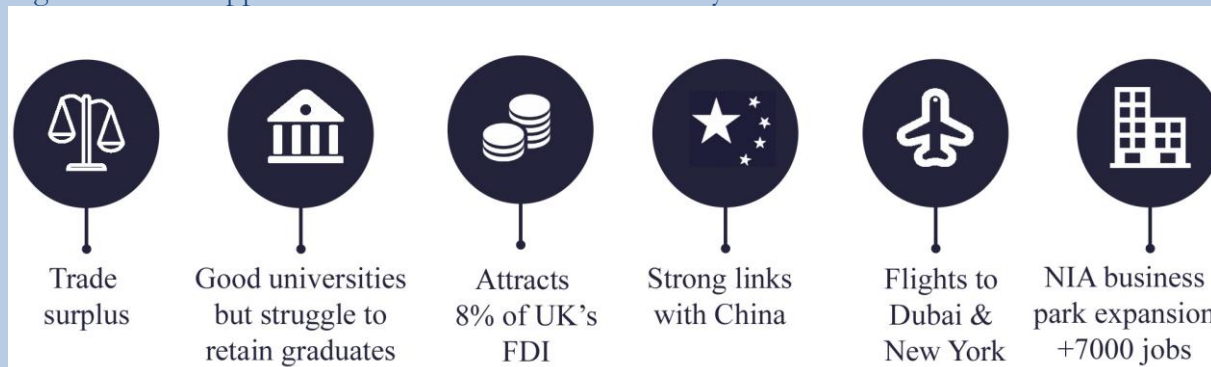 Trade
surplus
Good universities
but struggle to
retain graduates
Attracts
8% of UK's
FDI
Strong links
with China
Flights to
Dubai &
New York
NIA business
park expansion
+7000 jobs